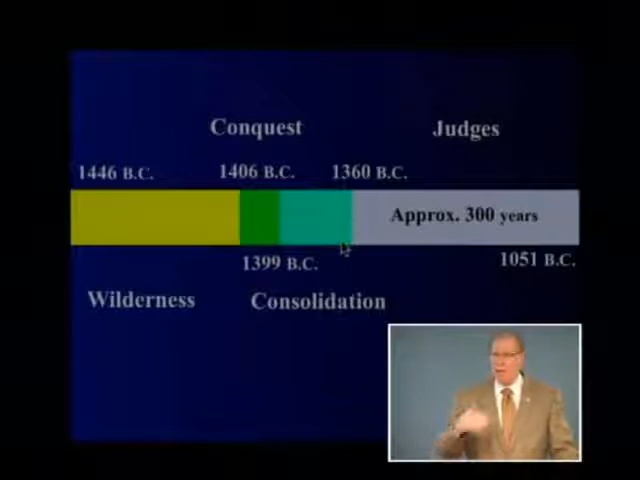 Conquest Judges
1446 B.C. 1406 B.C. 1360 B.C.
Approx. 300 years
1399 B.C. 1051 B.C.
Wilderness Consolidation